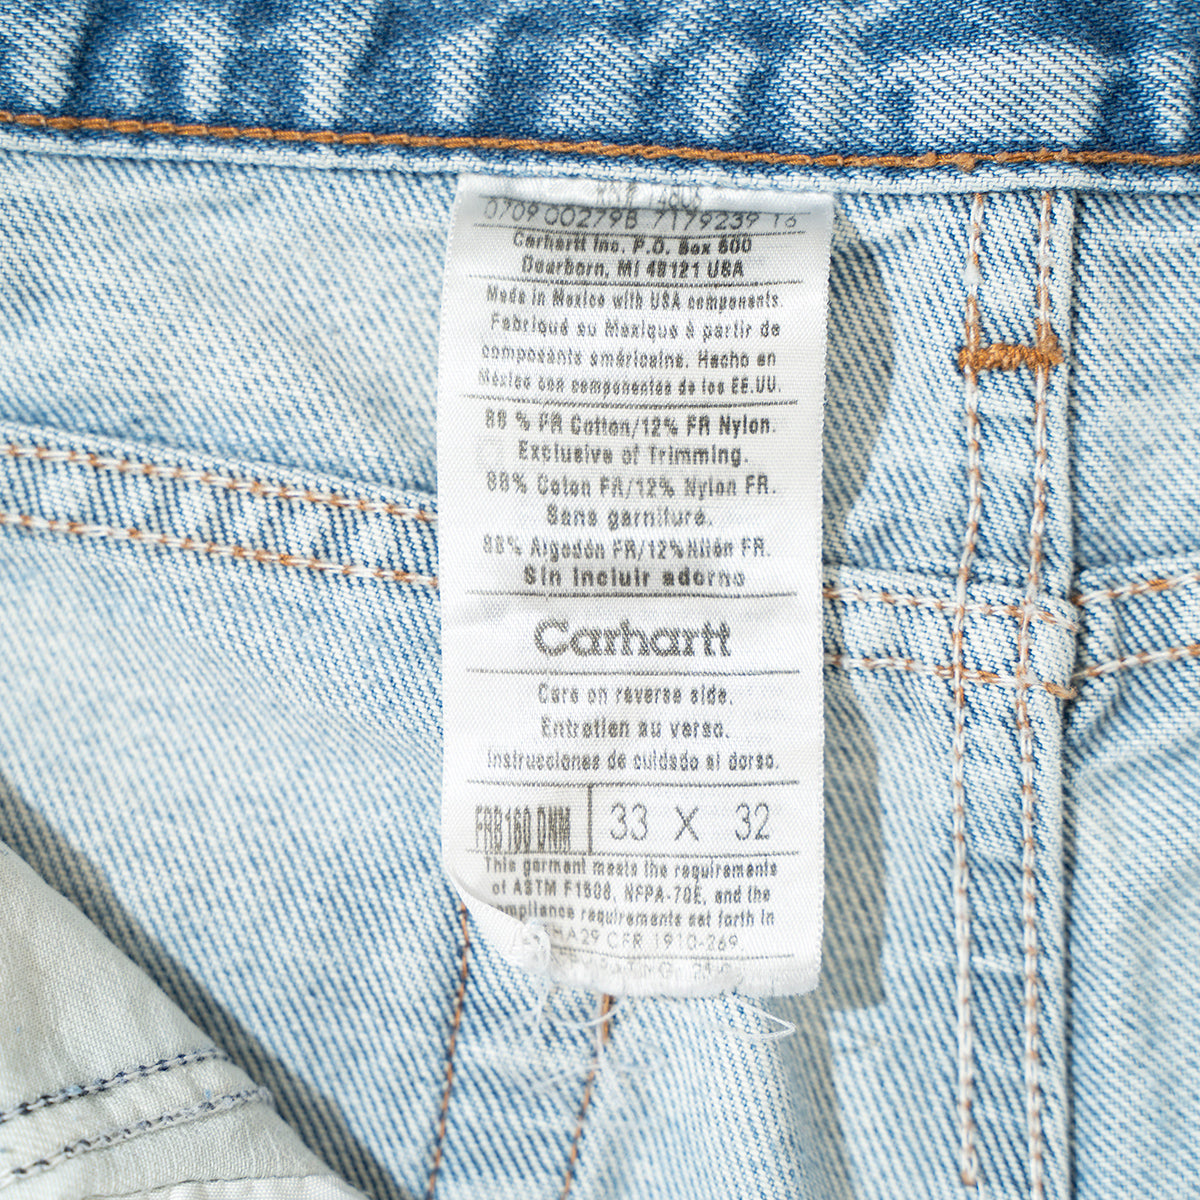 RN# 14806
0709 002798 7179239 16
Carhartt Inc. P.O. Box 600
Dearborn, MI 48121 USA
Made in Mexico with USA components.
Fabriqué au Mexique à partir de
composants américains. Hecho en
México con componentes de los EE.UU.
88 % FR Cotton/12% FR Nylon.
Exclusive of Trimming.
88% Coton FR/12% Nylon FR.
Sans garniture.
88% Algodón FR/12%Nilón FR.
Sin incluir adorno
Carhartt
Care on reverse side.
Entretien au verso.
Instrucciones de cuidado al dorso.
FRB160 DNM 33 X 32
This garment meets the requirements
of ASTM F1506, NFPA-70E, and the
compliance requirements set forth in
29 CFR 1910-269.